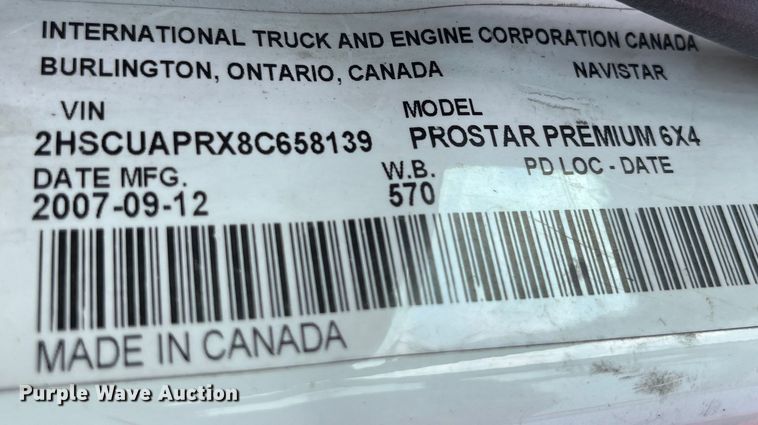 INTERNATIONAL TRUCK AND ENGINE CORPORATION CANADA
BURLINGTON, ONTARIO, CANADA NAVISTAR
VIN MODEL
2HSCUAPRX8C658139 PROSTAR PREMIUM 6X4
DATE MFG. W.B. PD LOC - DATE
2007-09-12 570
MADE IN CANADA
Purple Wave Auction